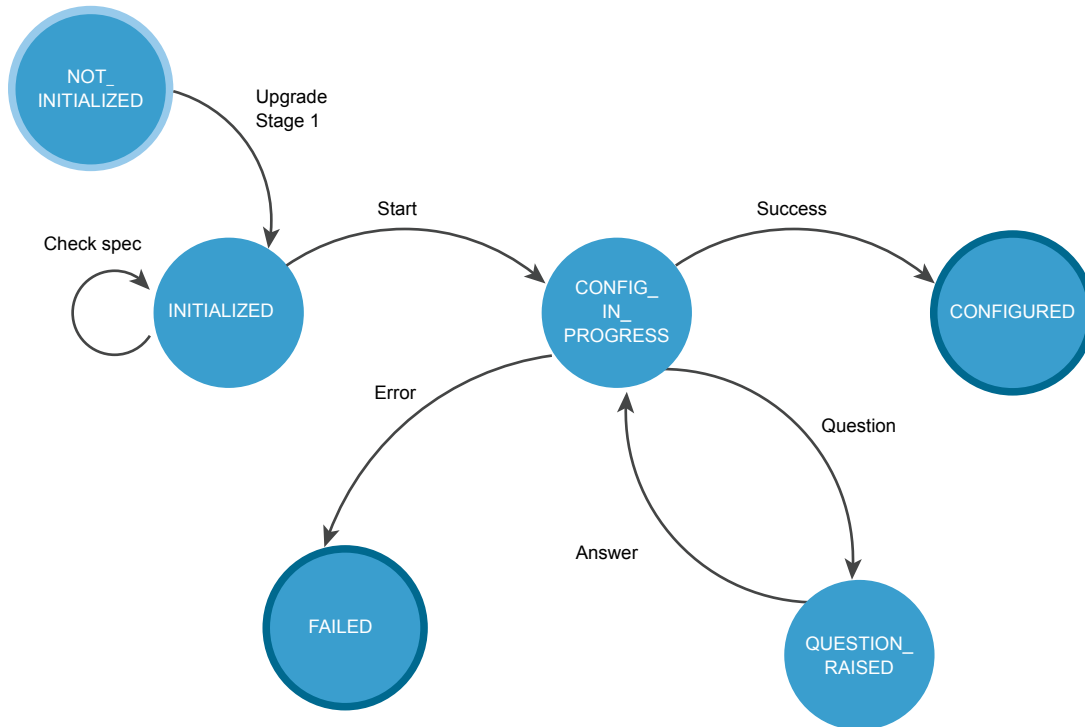 NOT_
INITIALIZED
Upgrade
Stage 1
Start
Success
Check spec
INITIALIZED
CONFIG_
IN_
PROGRESS
CONFIGURED
Error
Question
Answer
FAILED
QUESTION_
RAISED